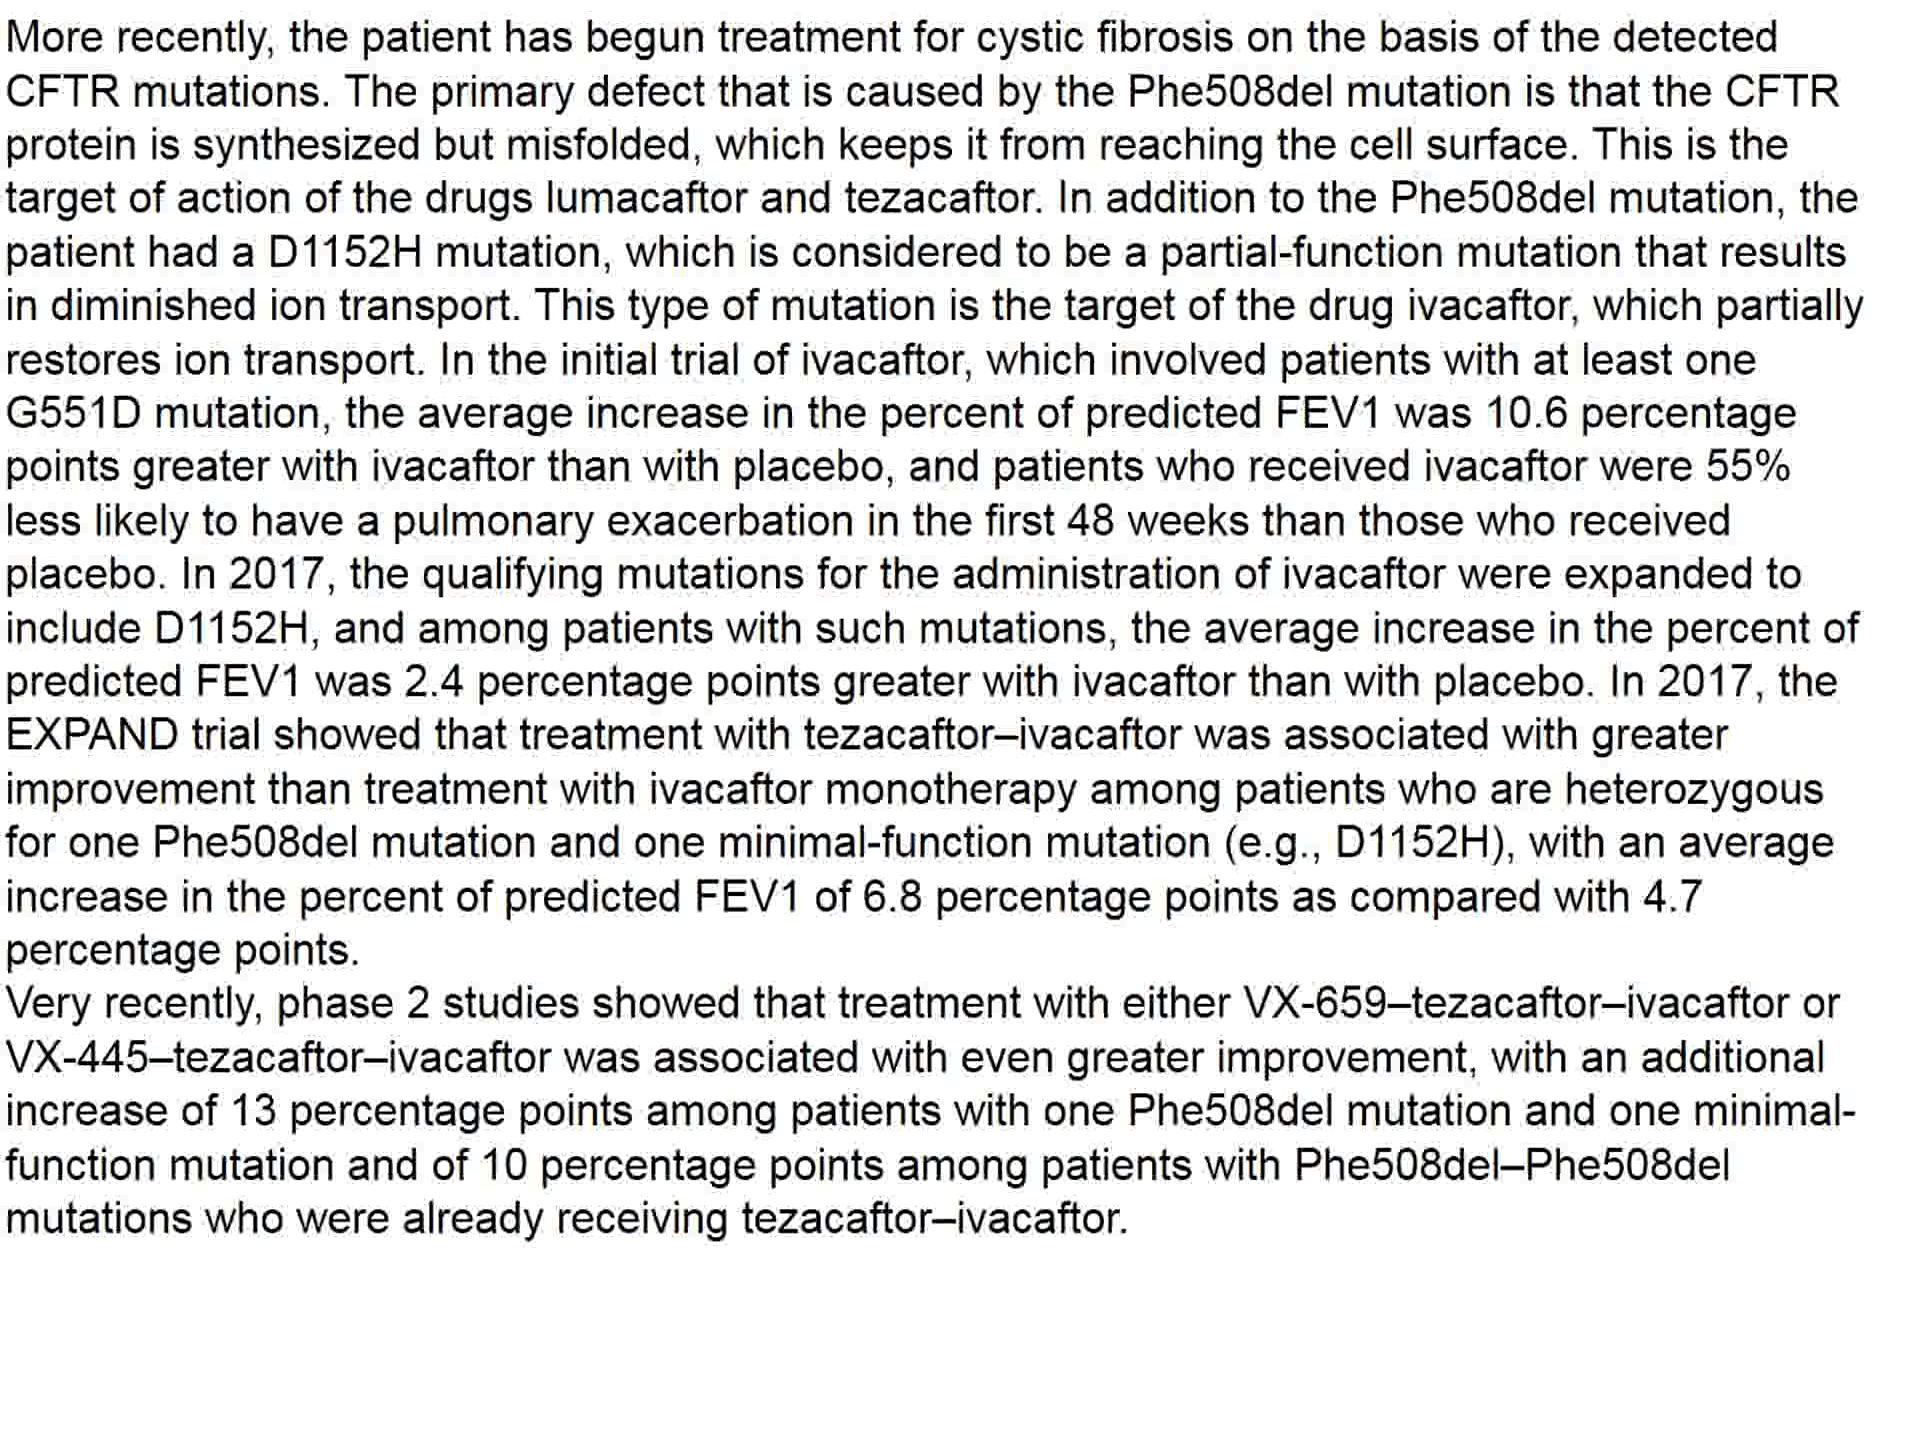 More recently, the patient has begun treatment for cystic fibrosis on the basis of the detected
CFTR mutations. The primary defect that is caused by the Phe508del mutation is that the CFTR
protein is synthesized but misfolded, which keeps it from reaching the cell surface. This is the
target of action of the drugs lumacaftor and tezacaftor. In addition to the Phe508del mutation, the
patient had a D1152H mutation, which is considered to be a partial-function mutation that results
in diminished ion transport. This type of mutation is the target of the drug ivacaftor, which partially
restores ion transport. In the initial trial of ivacaftor, which involved patients with at least one
G551D mutation, the average increase in the percent of predicted FEV1 was 10.6 percentage
points greater with ivacaftor than with placebo, and patients who received ivacaftor were 55%
less likely to have a pulmonary exacerbation in the first 48 weeks than those who received
placebo. In 2017, the qualifying mutations for the administration of ivacaftor were expanded to
include D1152H, and among patients with such mutations, the average increase in the percent of
predicted FEV1 was 2.4 percentage points greater with ivacaftor than with placebo. In 2017, the
EXPAND trial showed that treatment with tezacaftor–ivacaftor was associated with greater
improvement than treatment with ivacaftor monotherapy among patients who are heterozygous
for one Phe508del mutation and one minimal-function mutation (e.g., D1152H), with an average
increase in the percent of predicted FEV1 of 6.8 percentage points as compared with 4.7
percentage points.
Very recently, phase 2 studies showed that treatment with either VX-659–tezacaftor–ivacaftor or
VX-445–tezacaftor–ivacaftor was associated with even greater improvement, with an additional
increase of 13 percentage points among patients with one Phe508del mutation and one minimal-
function mutation and of 10 percentage points among patients with Phe508del–Phe508del
mutations who were already receiving tezacaftor–ivacaftor.